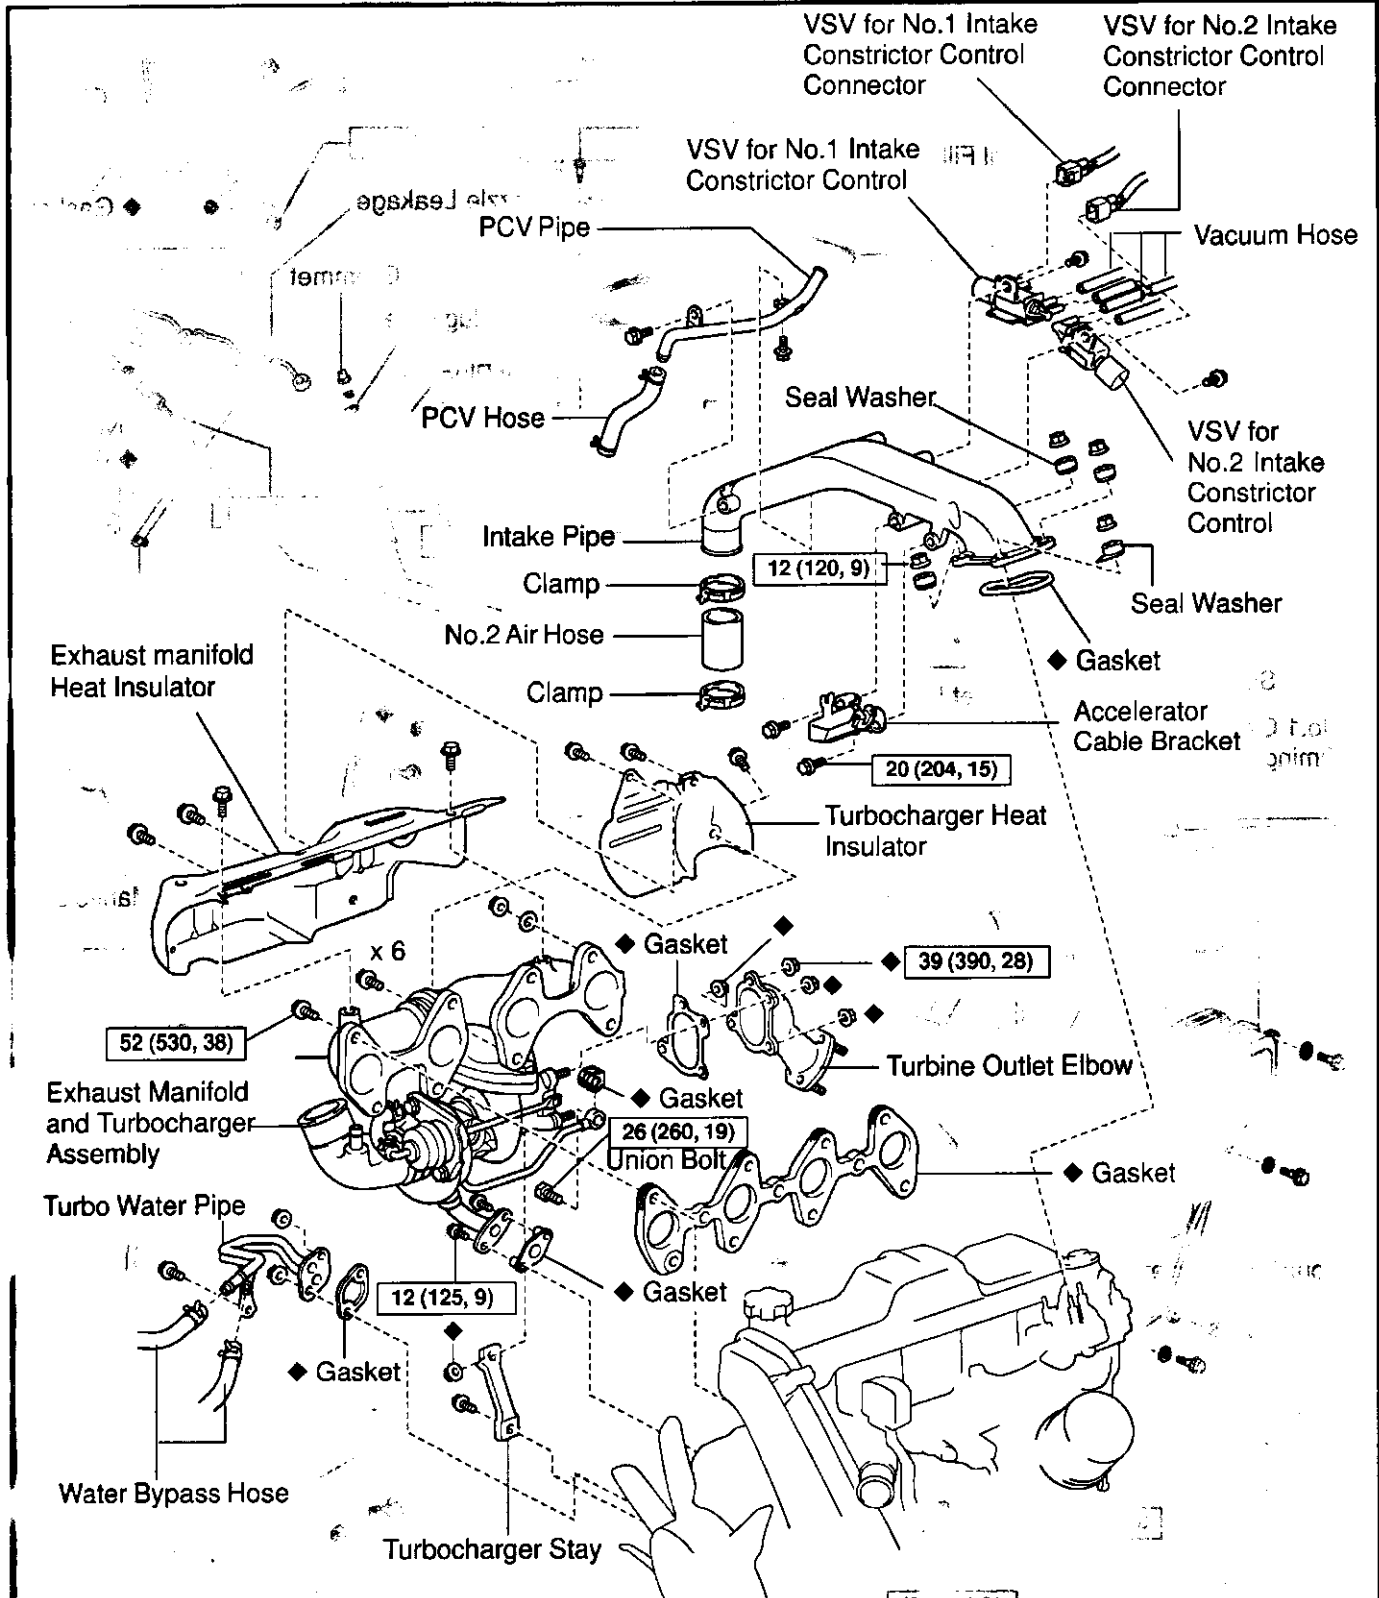 VSV for No.1 Intake
Constrictor Control
Connector
VSV for No.2 Intake
Constrictor Control
Connector
VSV for No.1 Intake
Constrictor Control
PCV Pipe
Vacuum Hose
PCV Hose
Seal Washer
VSV for
No.2 Intake
Constrictor
Control
Intake Pipe
12 (120, 9)
Clamp
Seal Washer
No.2 Air Hose
Exhaust manifold
Heat Insulator
◆ Gasket
Clamp
Accelerator
Cable Bracket
20 (204, 15)
Turbocharger Heat
Insulator
x 6
◆ Gasket
◆
◆ 39 (390, 28)
◆
◆
52 (530, 38)
Turbine Outlet Elbow
Exhaust Manifold
and Turbocharger
Assembly
◆ Gasket
26 (260, 19)
Union Bolt
◆ Gasket
Turbo Water Pipe
12 (125, 9)
◆ Gasket
◆
◆ Gasket
Water Bypass Hose
Turbocharger Stay